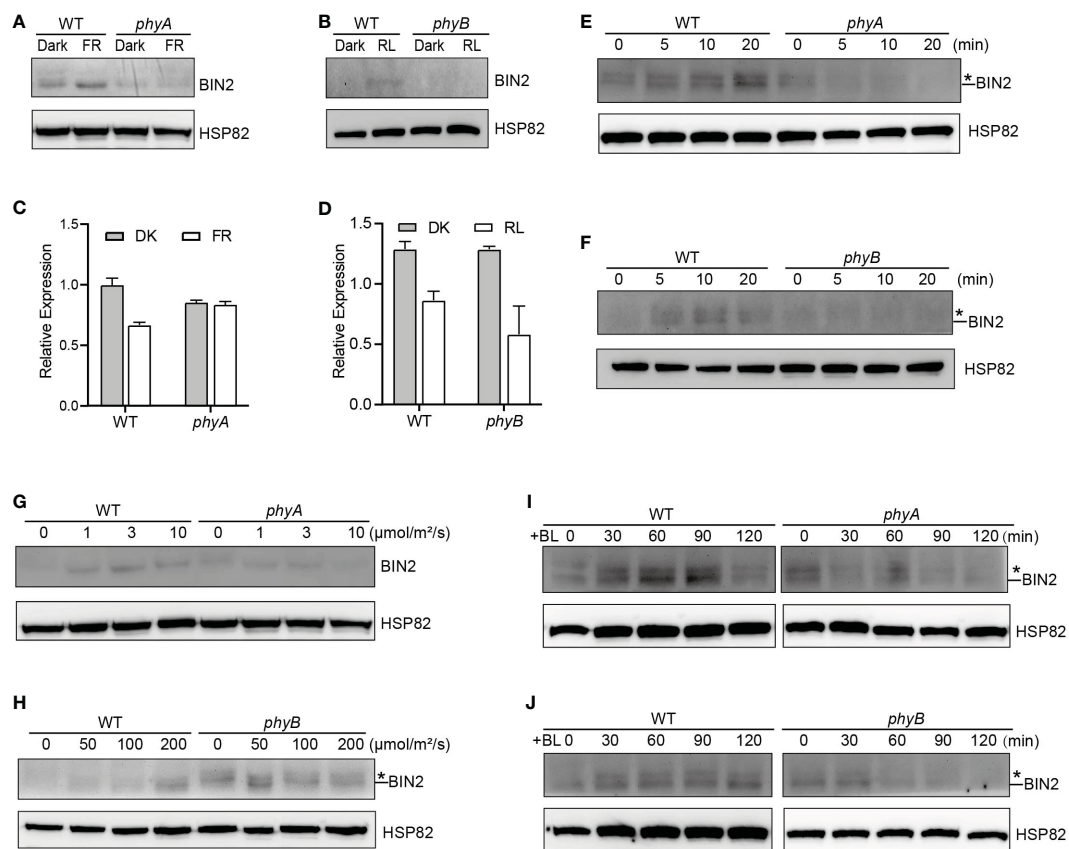 A
WT phyA
Dark FR Dark FR
BIN2
HSP82
B
WT phyB
Dark RL Dark RL
BIN2
HSP82
E
WT phyA
0 5 10 20 0 5 10 20 (min)
*
BIN2
HSP82
C
Relative Expression
1.5
1.0
0.5
0.0
DK FR
WT phyA
D
Relative Expression
1.5
1.0
0.5
0.0
DK RL
WT phyB
F
WT phyB
0 5 10 20 0 5 10 20 (min)
*
BIN2
HSP82
G
WT phyA
0 1 3 10 0 1 3 10 (μmol/m²/s)
BIN2
HSP82
I
WT phyA
+BL 0 30 60 90 120 0 30 60 90 120 (min)
*
BIN2
HSP82
H
WT phyB
0 50 100 200 0 50 100 200 (μmol/m²/s)
*
BIN2
HSP82
J
WT phyB
+BL 0 30 60 90 120 0 30 60 90 120 (min)
*
BIN2
HSP82